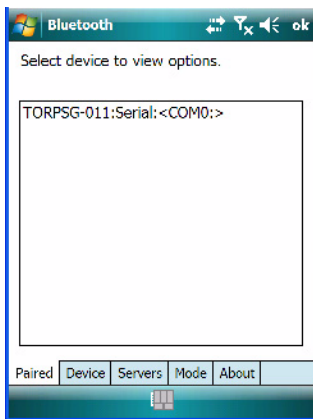 Bluetooth ok
Select device to view options.
TORPSG-011:Serial:<COM0:>
Paired Device Servers Mode About